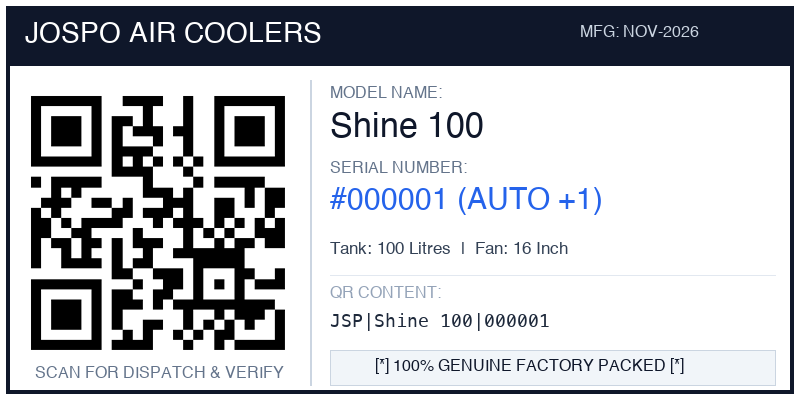 JOSPO AIR COOLERS
MFG: NOV-2026
MODEL NAME:
Shine 100
SERIAL NUMBER:
#000001 (AUTO +1)
Tank: 100 Litres | Fan: 16 Inch
QR CONTENT:
JSP|Shine 100|000001
[*] 100% GENUINE FACTORY PACKED [*]
SCAN FOR DISPATCH & VERIFY